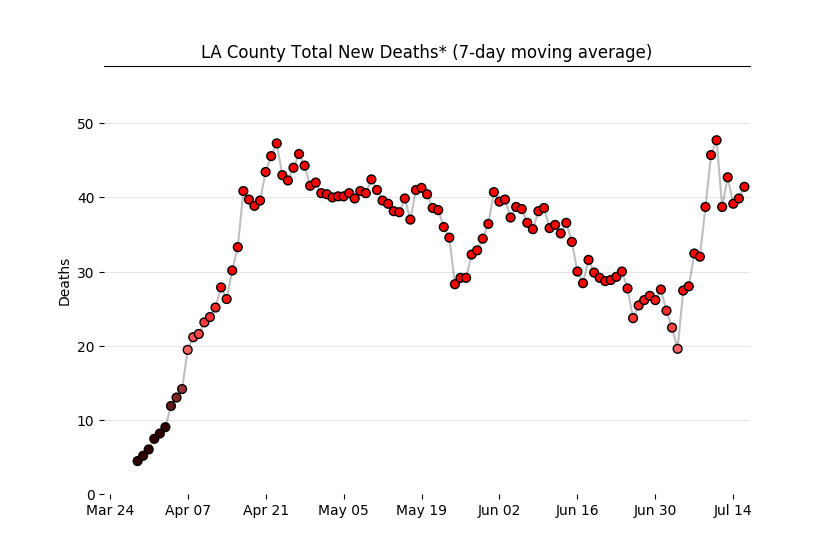 LA County Total New Deaths* (7-day moving average)
Deaths
50
40
30
20
10
0
Mar 24 Apr 07 Apr 21 May 05 May 19 Jun 02 Jun 16 Jun 30 Jul 14